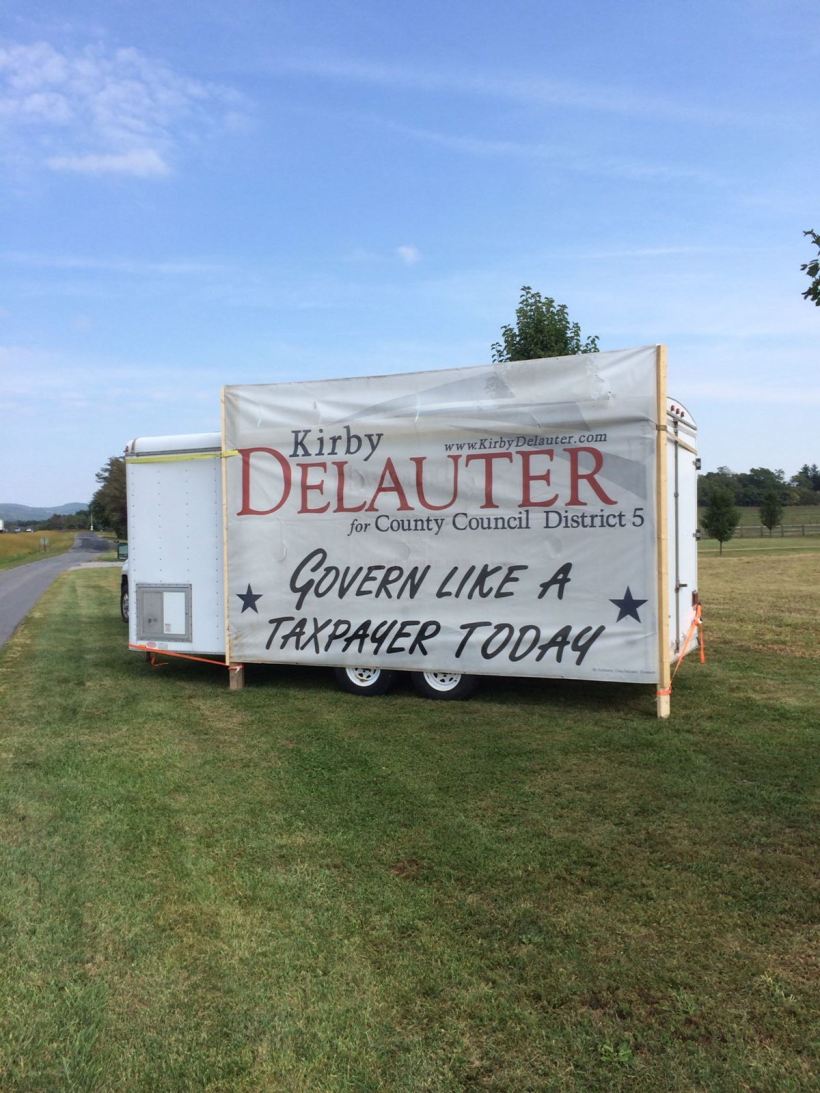 Kirby
www.KirbyDelauter.com
DELAUTER
for County Council District 5
GOVERN LIKE A
TAXPAYER TODAY